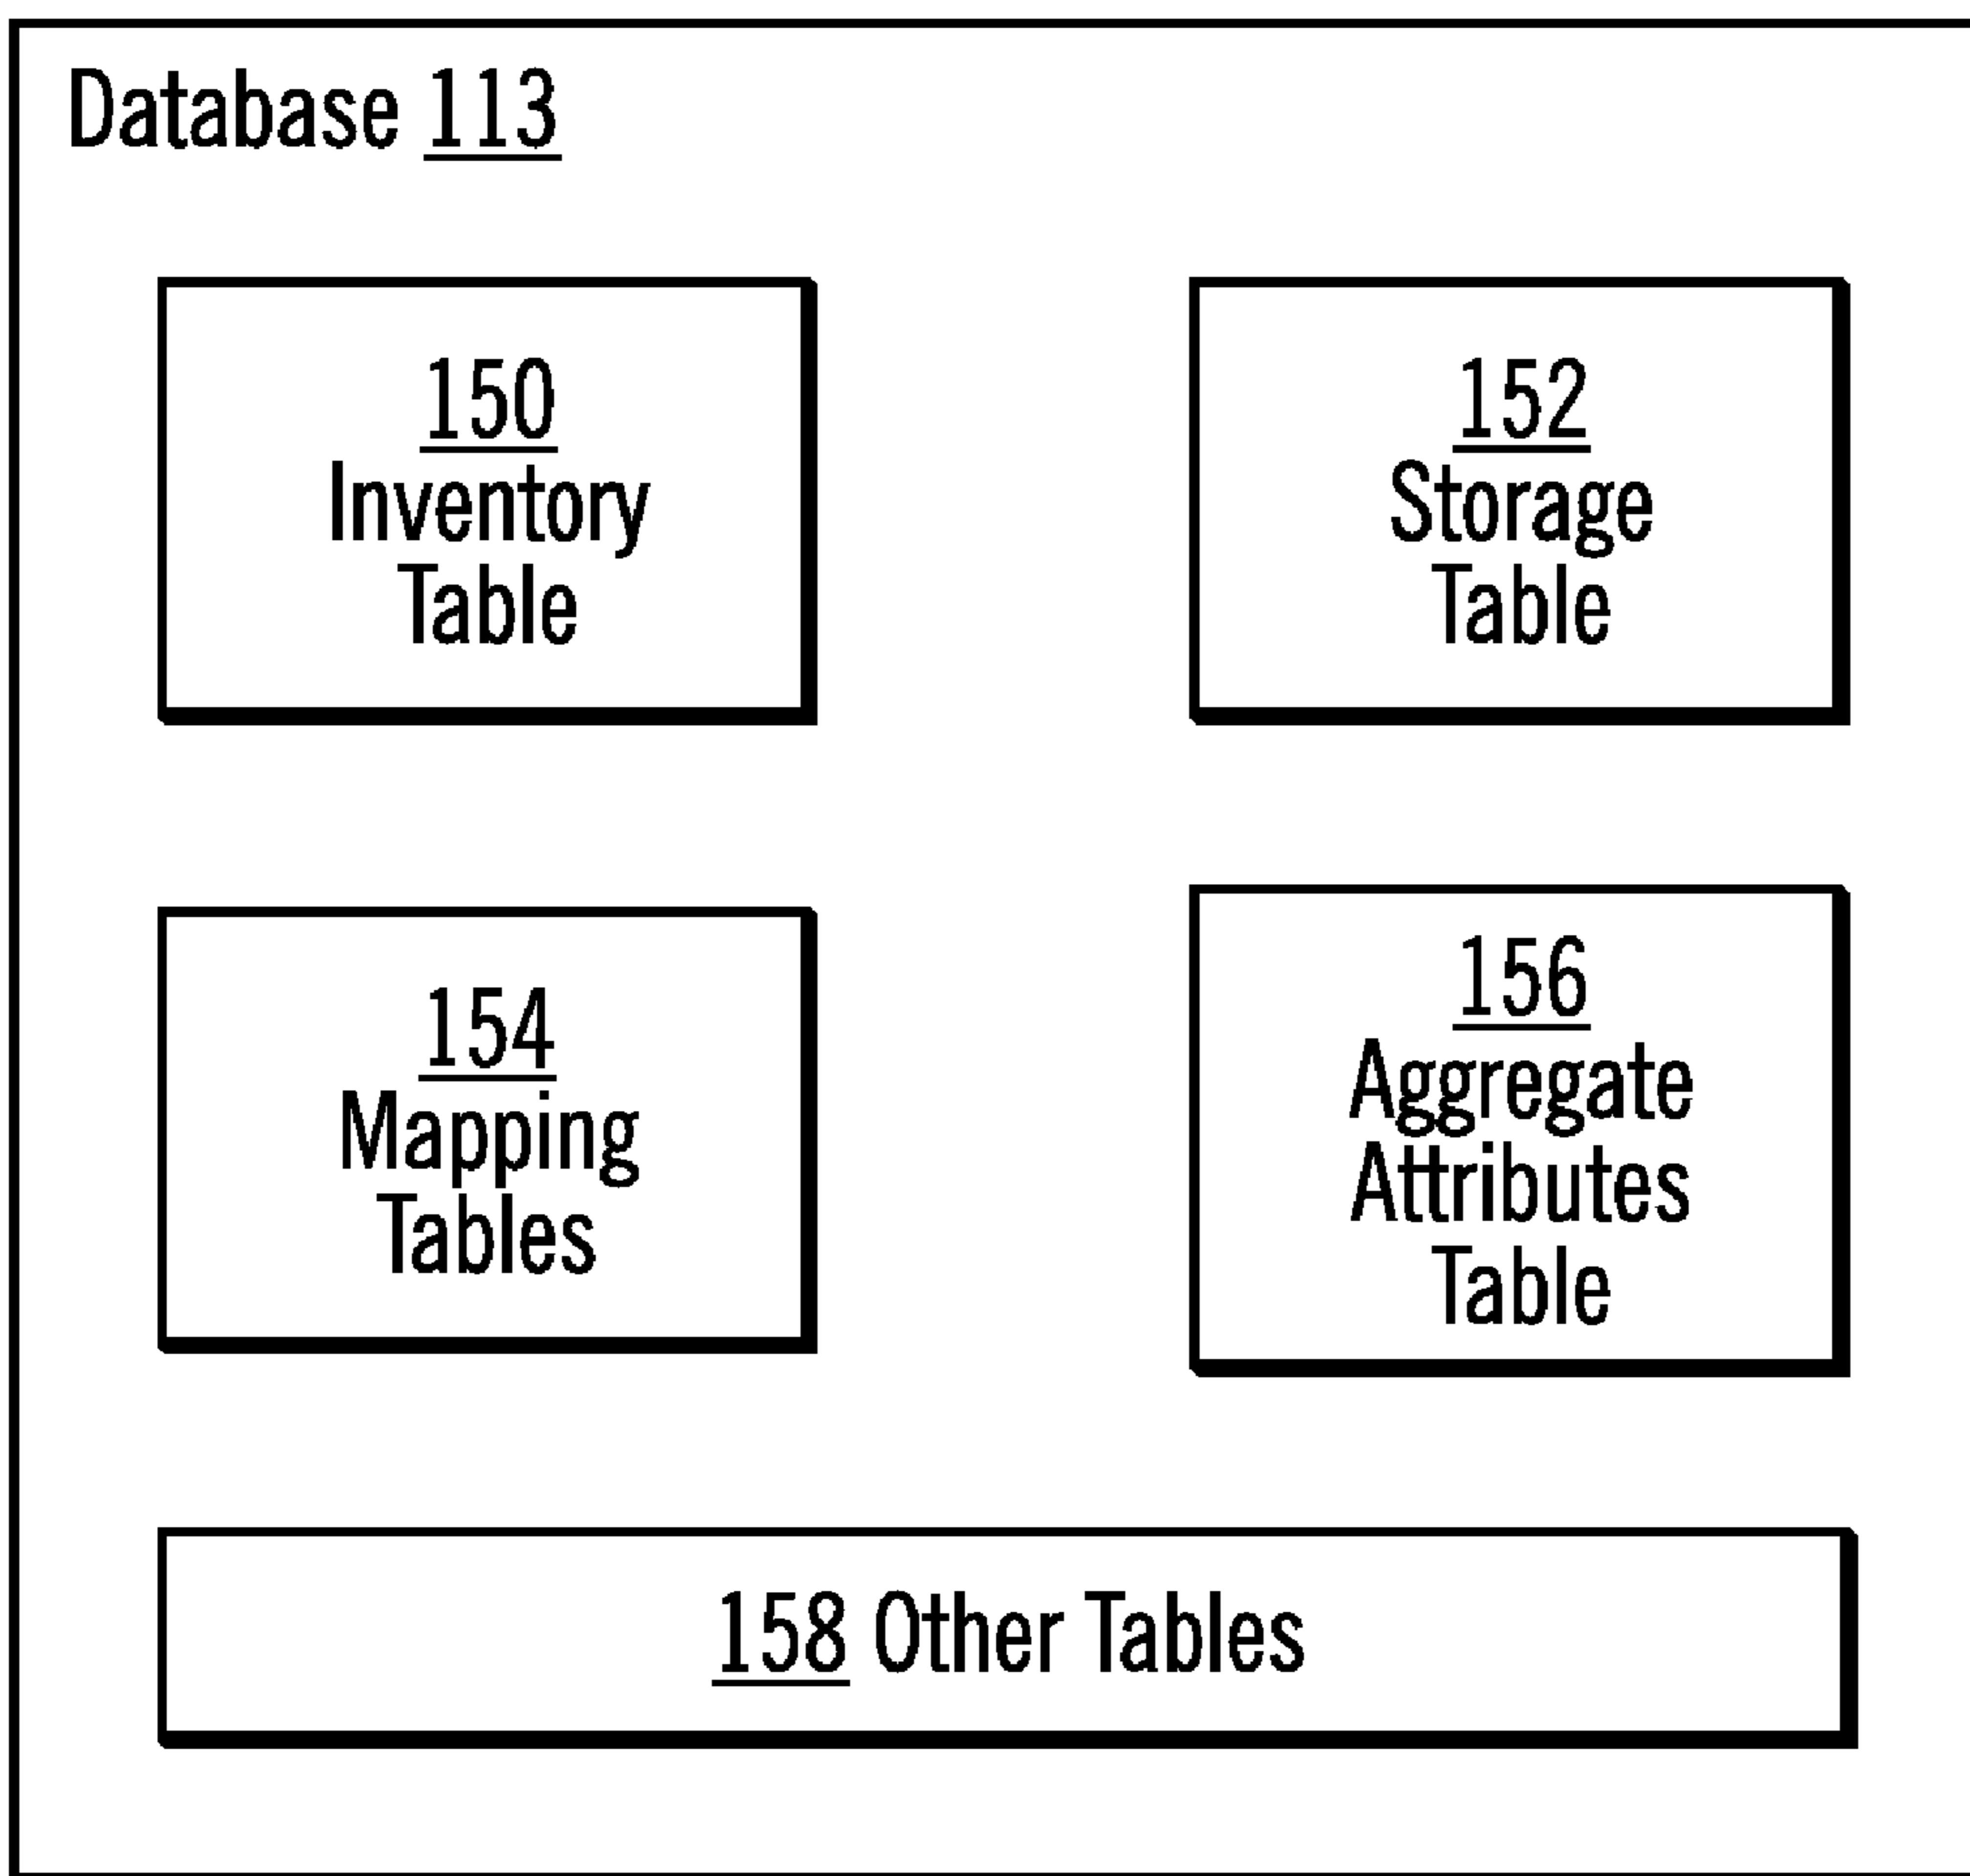 Database 113
150
Inventory
Table
152
Storage
Table
154
Mapping
Tables
156
Aggregate
Attributes
Table
158 Other Tables